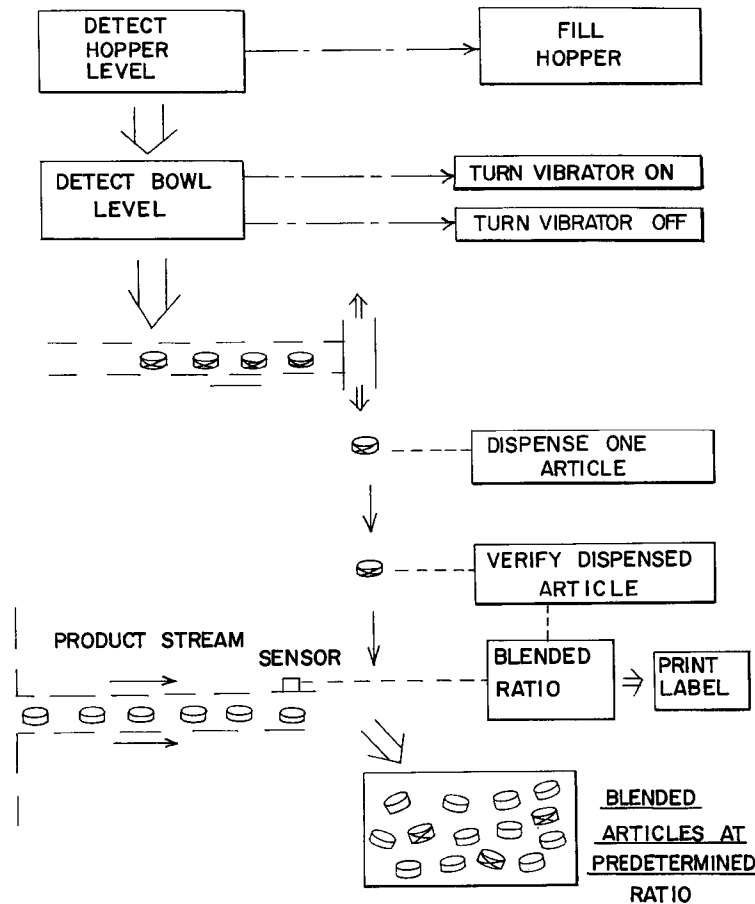 DETECT
HOPPER
LEVEL
FILL
HOPPER
DETECT BOWL
LEVEL
TURN VIBRATOR ON
TURN VIBRATOR OFF
DISPENSE ONE
ARTICLE
VERIFY DISPENSED
ARTICLE
PRODUCT STREAM
SENSOR
BLENDED
RATIO
PRINT
LABEL
BLENDED
ARTICLES AT
PREDETERMINED
RATIO